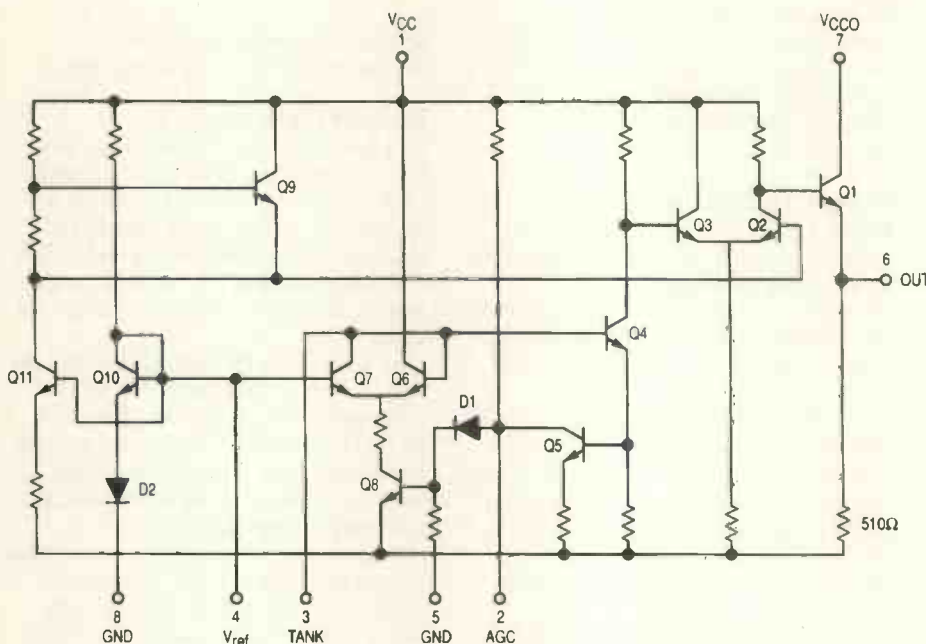 VCC
1
VCCO
7
Q9
Q3
Q2
Q1
6
OUT
Q4
Q11
Q10
Q7
Q6
D1
Q5
Q8
D2
510Ω
8
GND
4
Vref
3
TANK
5
GND
2
AGC